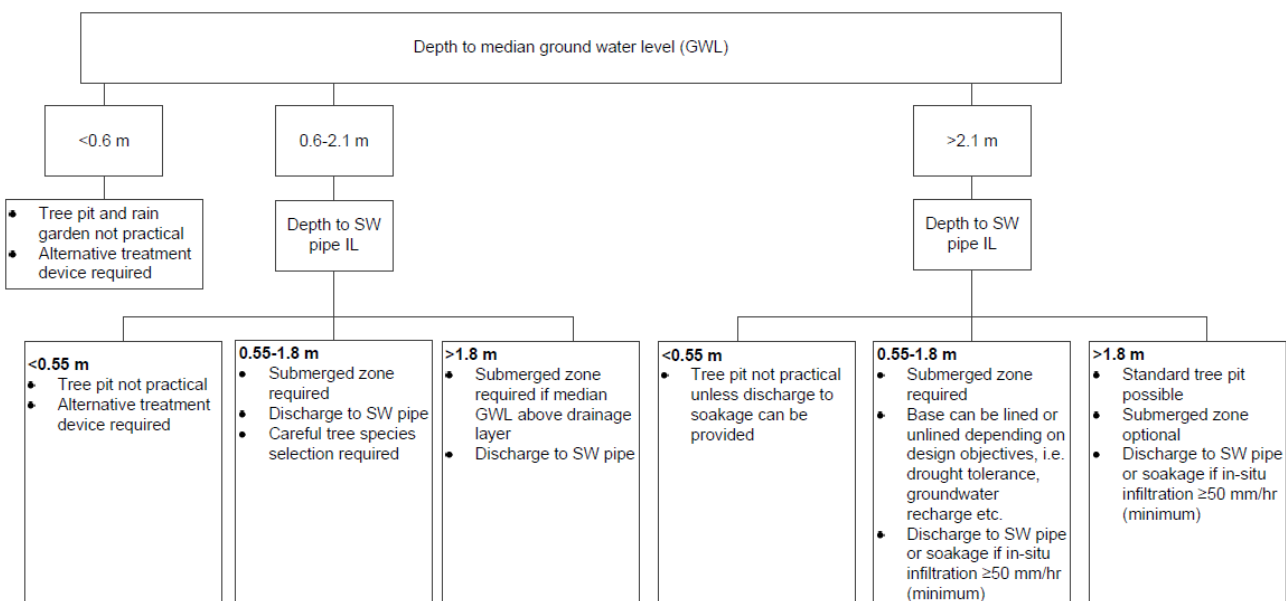 Depth to median ground water level (GWL)
<0.6 m
0.6-2.1 m
>2.1 m
• Tree pit and rain
garden not practical
• Alternative treatment
device required
Depth to SW
pipe IL
Depth to SW
pipe IL
<0.55 m
• Tree pit not practical
• Alternative treatment
device required
0.55-1.8 m
• Submerged zone
required
• Discharge to SW pipe
• Careful tree species
selection required
>1.8 m
• Submerged zone
required if median
GWL above drainage
layer
• Discharge to SW pipe
<0.55 m
• Tree pit not practical
unless discharge to
soakage can be
provided
0.55-1.8 m
• Submerged zone
required
• Base can be lined or
unlined depending on
design objectives, i.e.
drought tolerance,
groundwater
recharge etc.
• Discharge to SW pipe
or soakage if in-situ
infiltration ≥50 mm/hr
(minimum)
>1.8 m
• Standard tree pit
possible
• Submerged zone
optional
• Discharge to SW pipe
or soakage if in-situ
infiltration ≥50 mm/hr
(minimum)